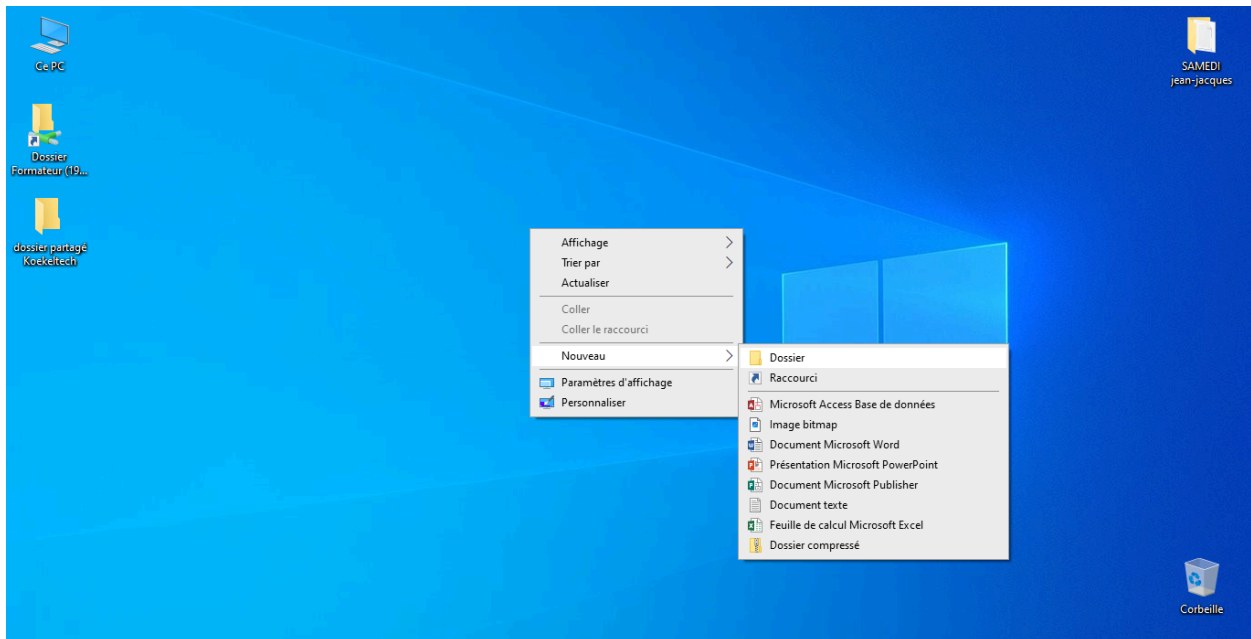 Ce PC
Dossier
Formateur (19...
dossier partagé
Koekeltech
SAMEDI
jean-jacques
Affichage
Trier par
Actualiser
Coller
Coller le raccourci
Nouveau
Paramètres d'affichage
Personnaliser
Dossier
Raccourci
Microsoft Access Base de données
Image bitmap
Document Microsoft Word
Présentation Microsoft PowerPoint
Document Microsoft Publisher
Document texte
Feuille de calcul Microsoft Excel
Dossier compressé
Corbeille